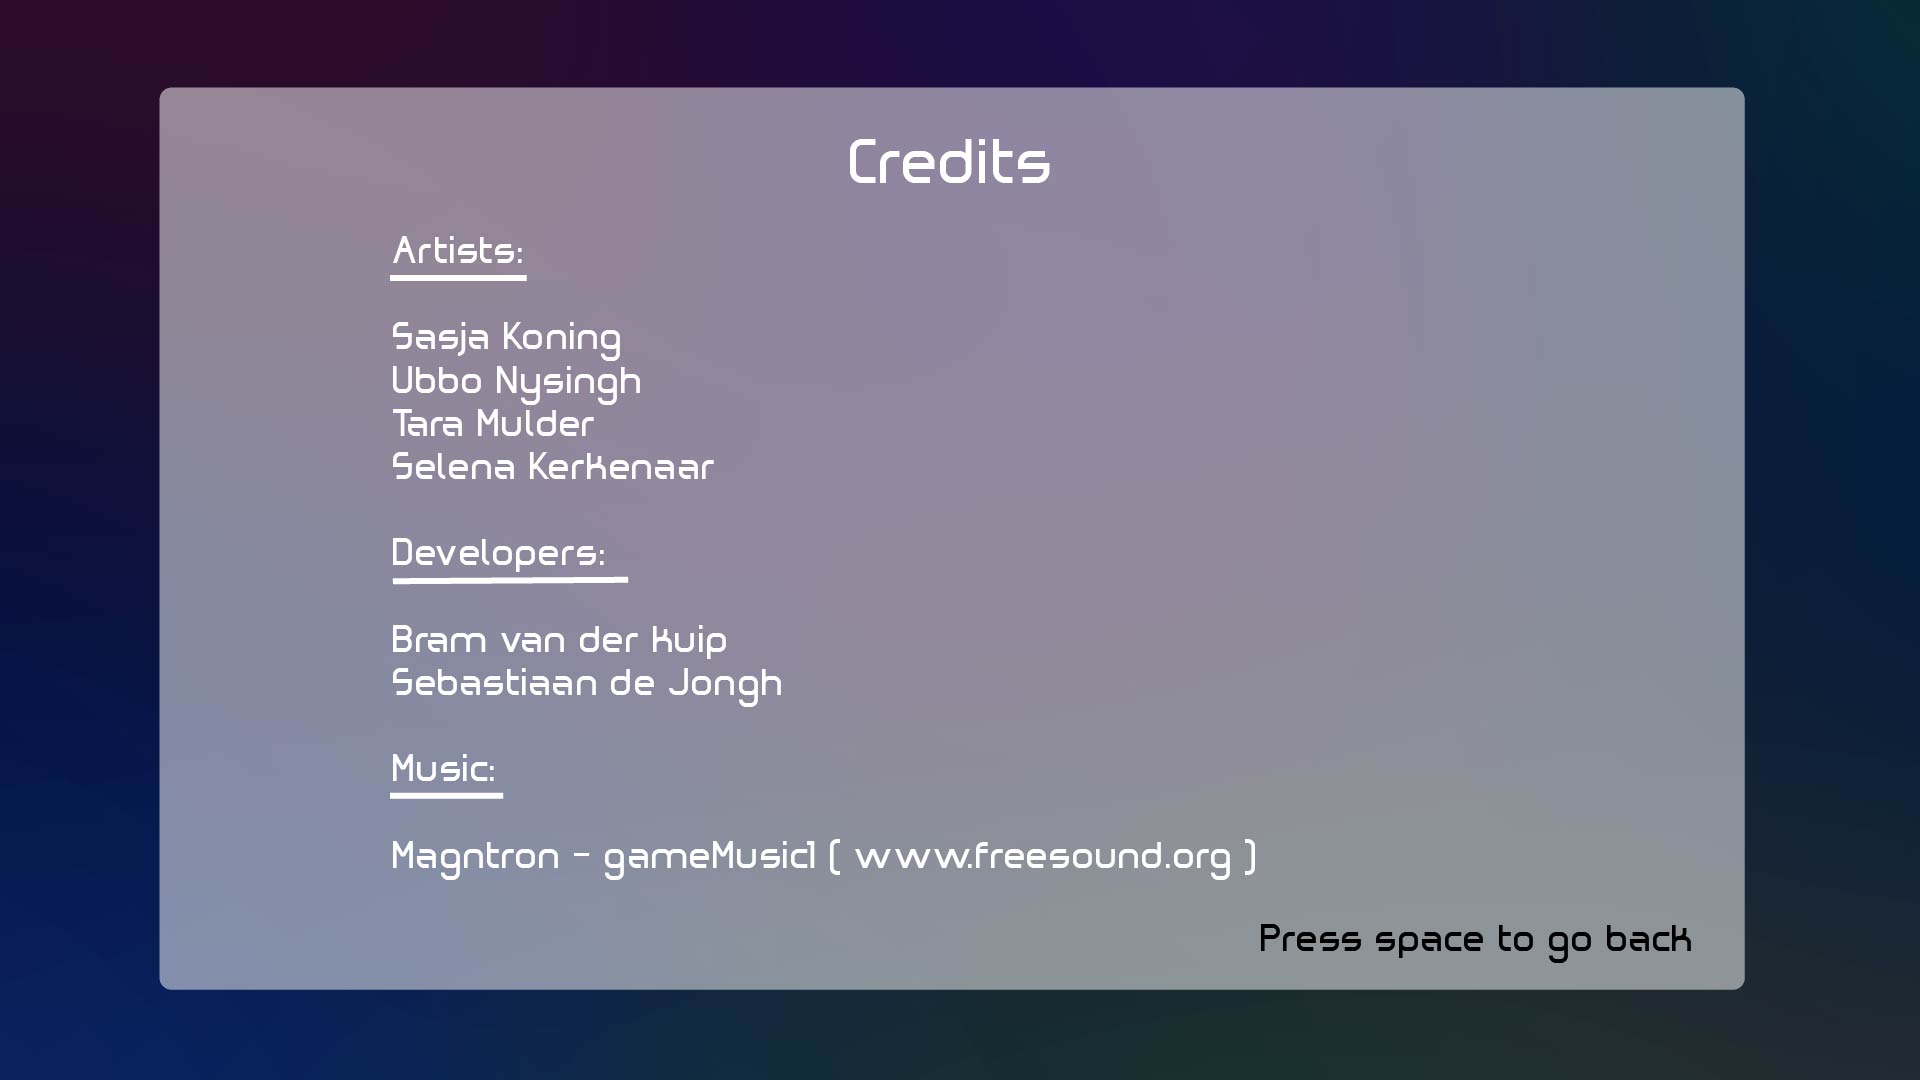 Credits
Artists:
Sasja Koning
Ubbo Nysingh
Tara Mulder
Selena Kerkenaar
Developers:
Bram van der Kuip
Sebastiaan de Jongh
Music:
Magntron - gameMusic1 ( www.freesound.org )
Press space to go back